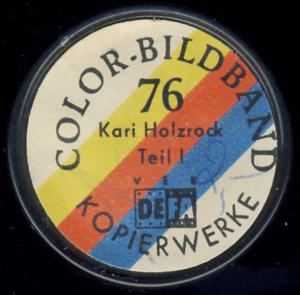 COLOR-BILDBAND
76
Kari Holzrock
Teil I
VEB
DEFA
KOPIERWERKE